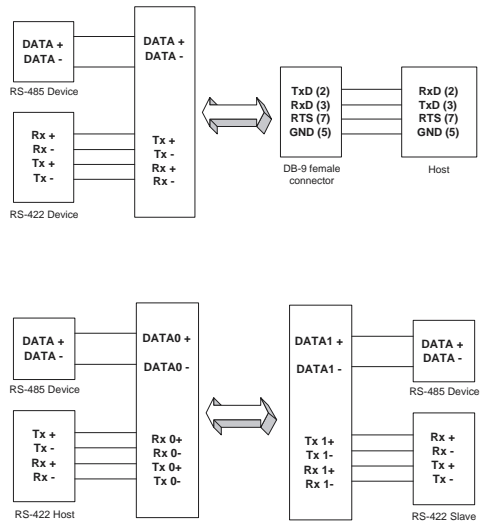 DATA +
DATA -
RS-485 Device
Rx +
Rx -
Tx +
Tx -
RS-422 Device
DATA +
DATA -
Tx +
Tx -
Rx +
Rx -
TxD (2)
RxD (3)
RTS (7)
GND (5)
DB-9 female
connector
RxD (2)
TxD (3)
RTS (7)
GND (5)
Host
DATA +
DATA -
RS-485 Device
Tx +
Tx -
Rx +
Rx -
RS-422 Host
DATA0 +
DATA0 -
Rx 0+
Rx 0-
Tx 0+
Tx 0-
DATA1 +
DATA1 -
Tx 1+
Tx 1-
Rx 1+
Rx 1-
DATA +
DATA -
RS-485 Device
Rx +
Rx -
Tx +
Tx -
RS-422 Slave